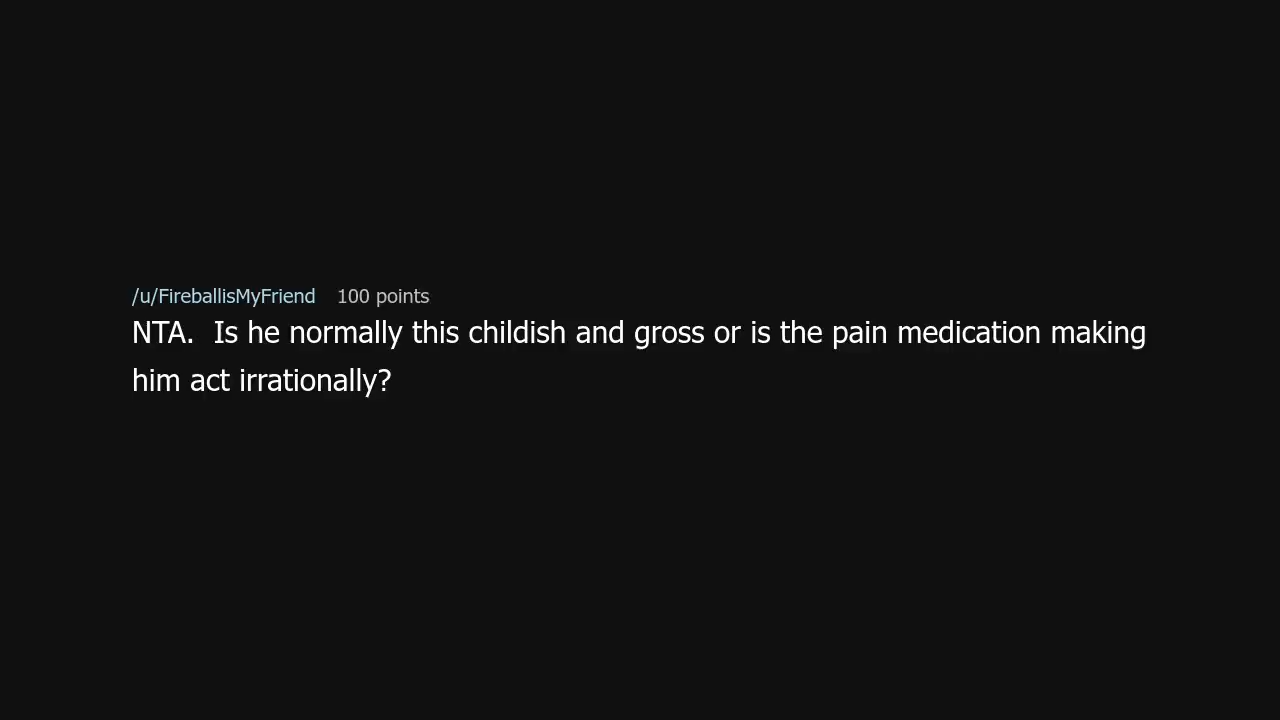 /u/FireballisMyFriend 100 points
NTA. Is he normally this childish and gross or is the pain medication making
him act irrationally?